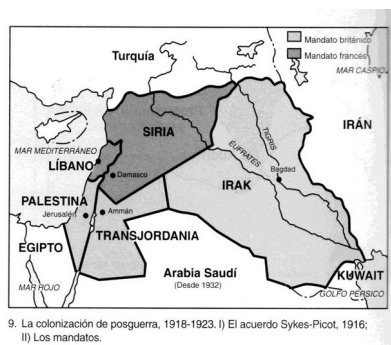 Mandato británico
Mandato francés
Turquía
MAR CASPIO
SIRIA
TIGRIS
IRÁN
MAR MEDITERRÁNEO
EUFRATES
LÍBANO
Damasco
Bagdad
PALESTINA
IRAK
Jerusalén
Ammán
TRANSJORDANIA
EGIPTO
Arabia Saudí
(Desde 1932)
KUWAIT
MAR ROJO
GOLFO PÉRSICO
9. La colonización de posguerra, 1918-1923. I) El acuerdo Sykes-Picot, 1916;
II) Los mandatos.